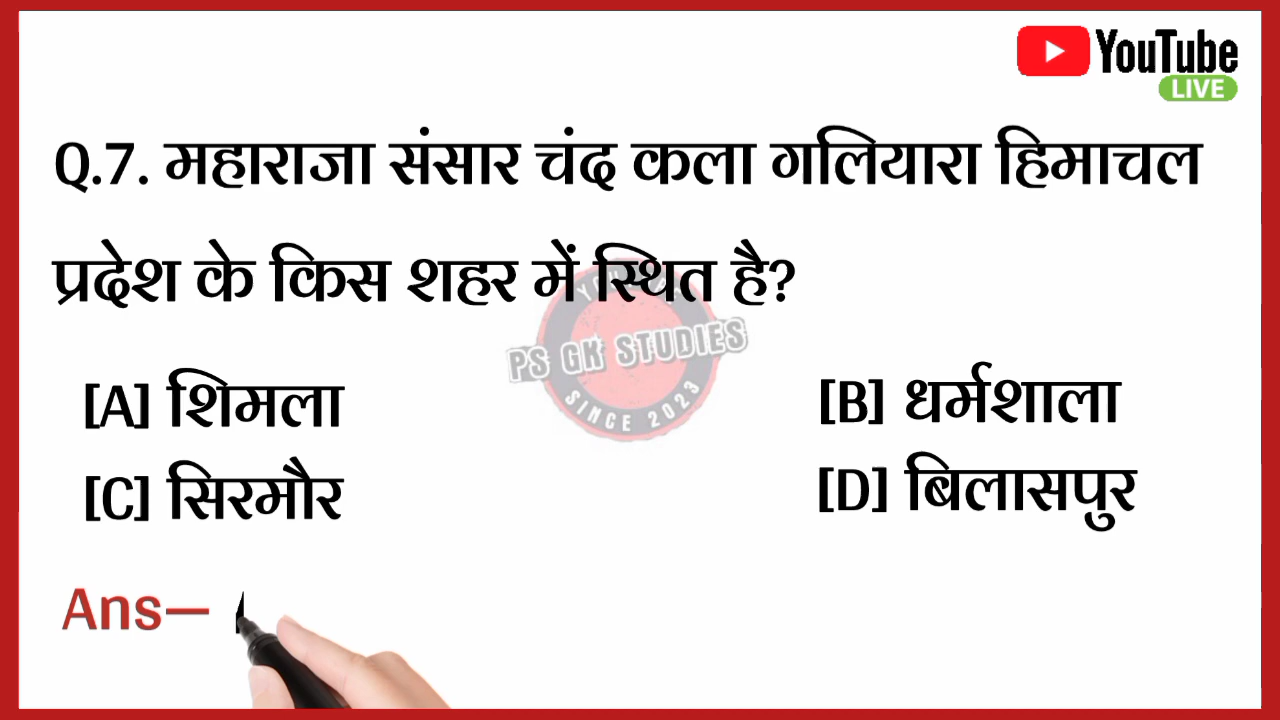 YouTube
LIVE
Q.7. महाराजा संसार चंद कला गलियारा हिमाचल
प्रदेश के किस शहर में स्थित है?
PS GK STUDIES
SINCE 2023
[A] शिमला
[B] धर्मशाला
[C] सिरमौर
[D] बिलासपुर
Ans—